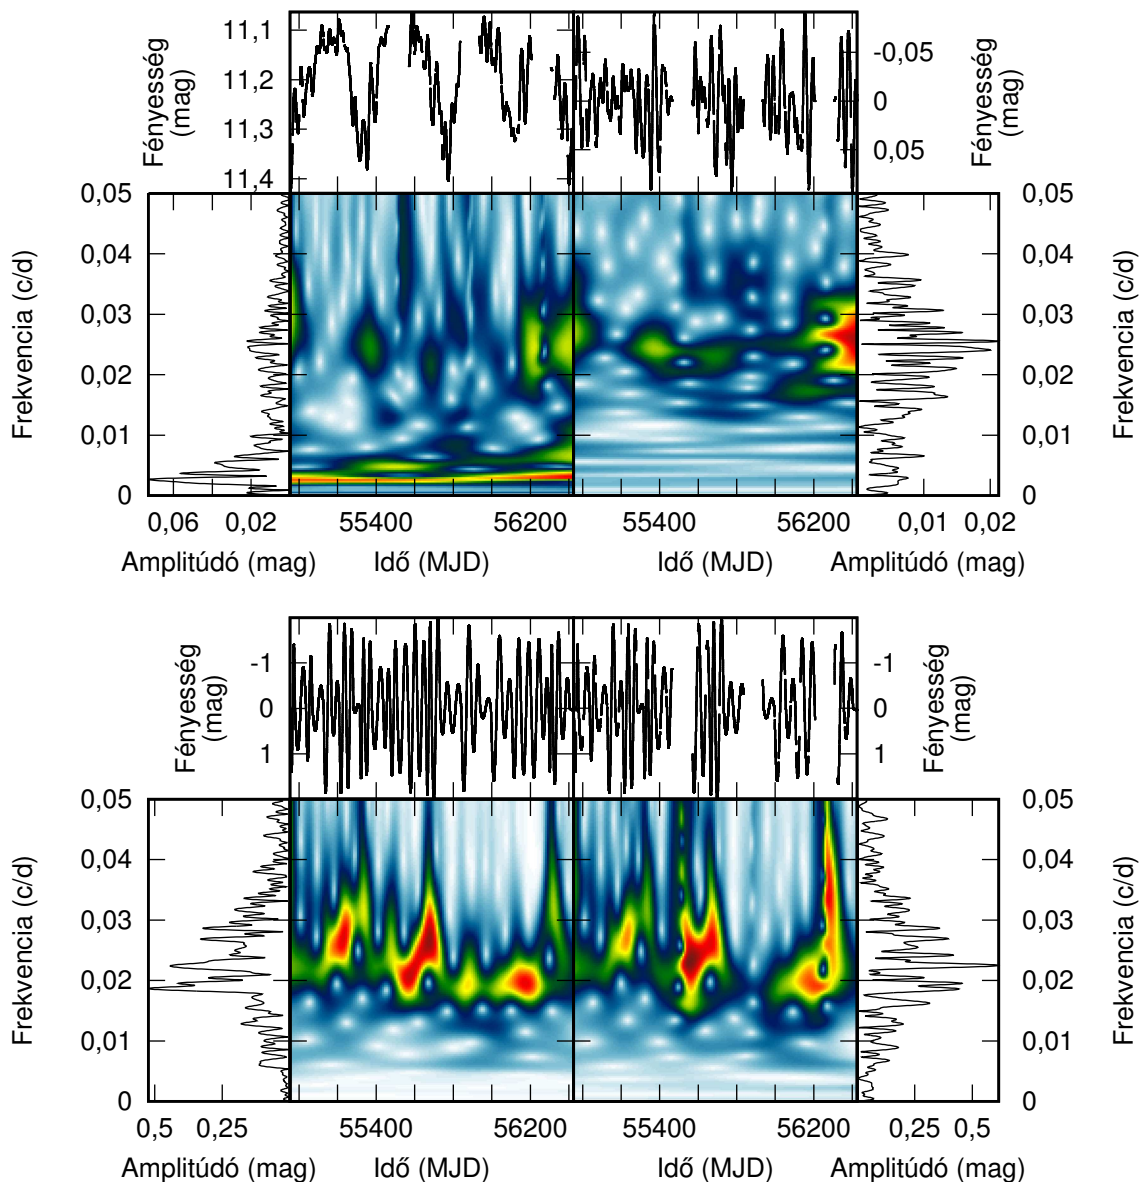 Fényesség
(mag)
11,1
11,2
11,3
11,4
-0.05
0
0,05
Fényesség
(mag)
Frekvencia (c/d)
0,05
0,04
0,03
0,02
0,01
0
0,05
0,04
0,03
0,02
0,01
0
Frekvencia (c/d)
0,06 0,02 55400 56200 55400 56200 0,01 0,02
Amplitúdó (mag) Idő (MJD) Idő (MJD) Amplitúdó (mag)
Fényesség
(mag)
-1
0
1
-1
0
1
Fényesség
(mag)
Frekvencia (c/d)
0,05
0,04
0,03
0,02
0,01
0
0,05
0,04
0,03
0,02
0,01
0
Frekvencia (c/d)
0,5 0,25 55400 56200 55400 56200 0,25 0,5
Amplitúdó (mag) Idő (MJD) Idő (MJD) Amplitúdó (mag)